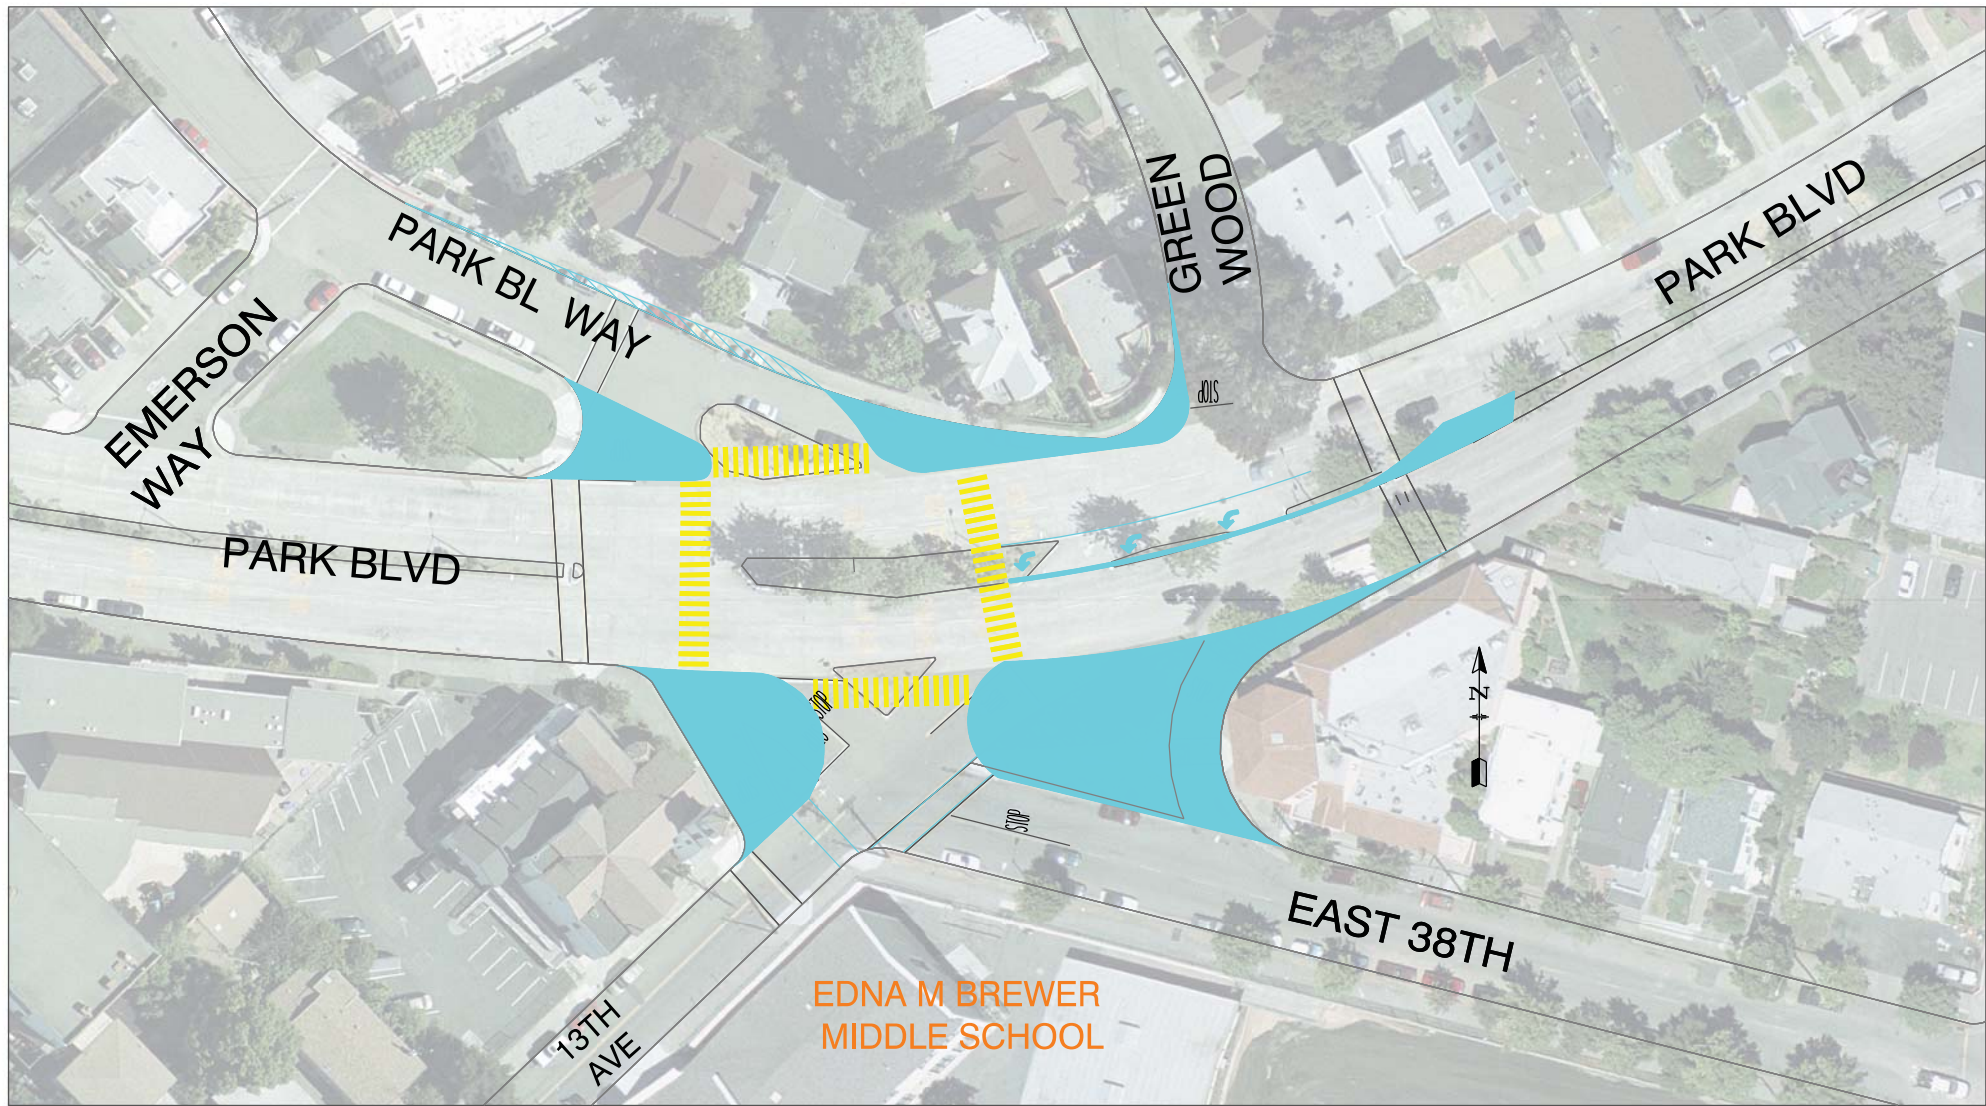 GREEN
WOOD
PARK BLVD
PARK BL WAY
EMERSON
WAY
STOP
PARK BLVD
N
STOP
STOP
EAST 38TH
EDNA M BREWER
MIDDLE SCHOOL
13TH
AVE